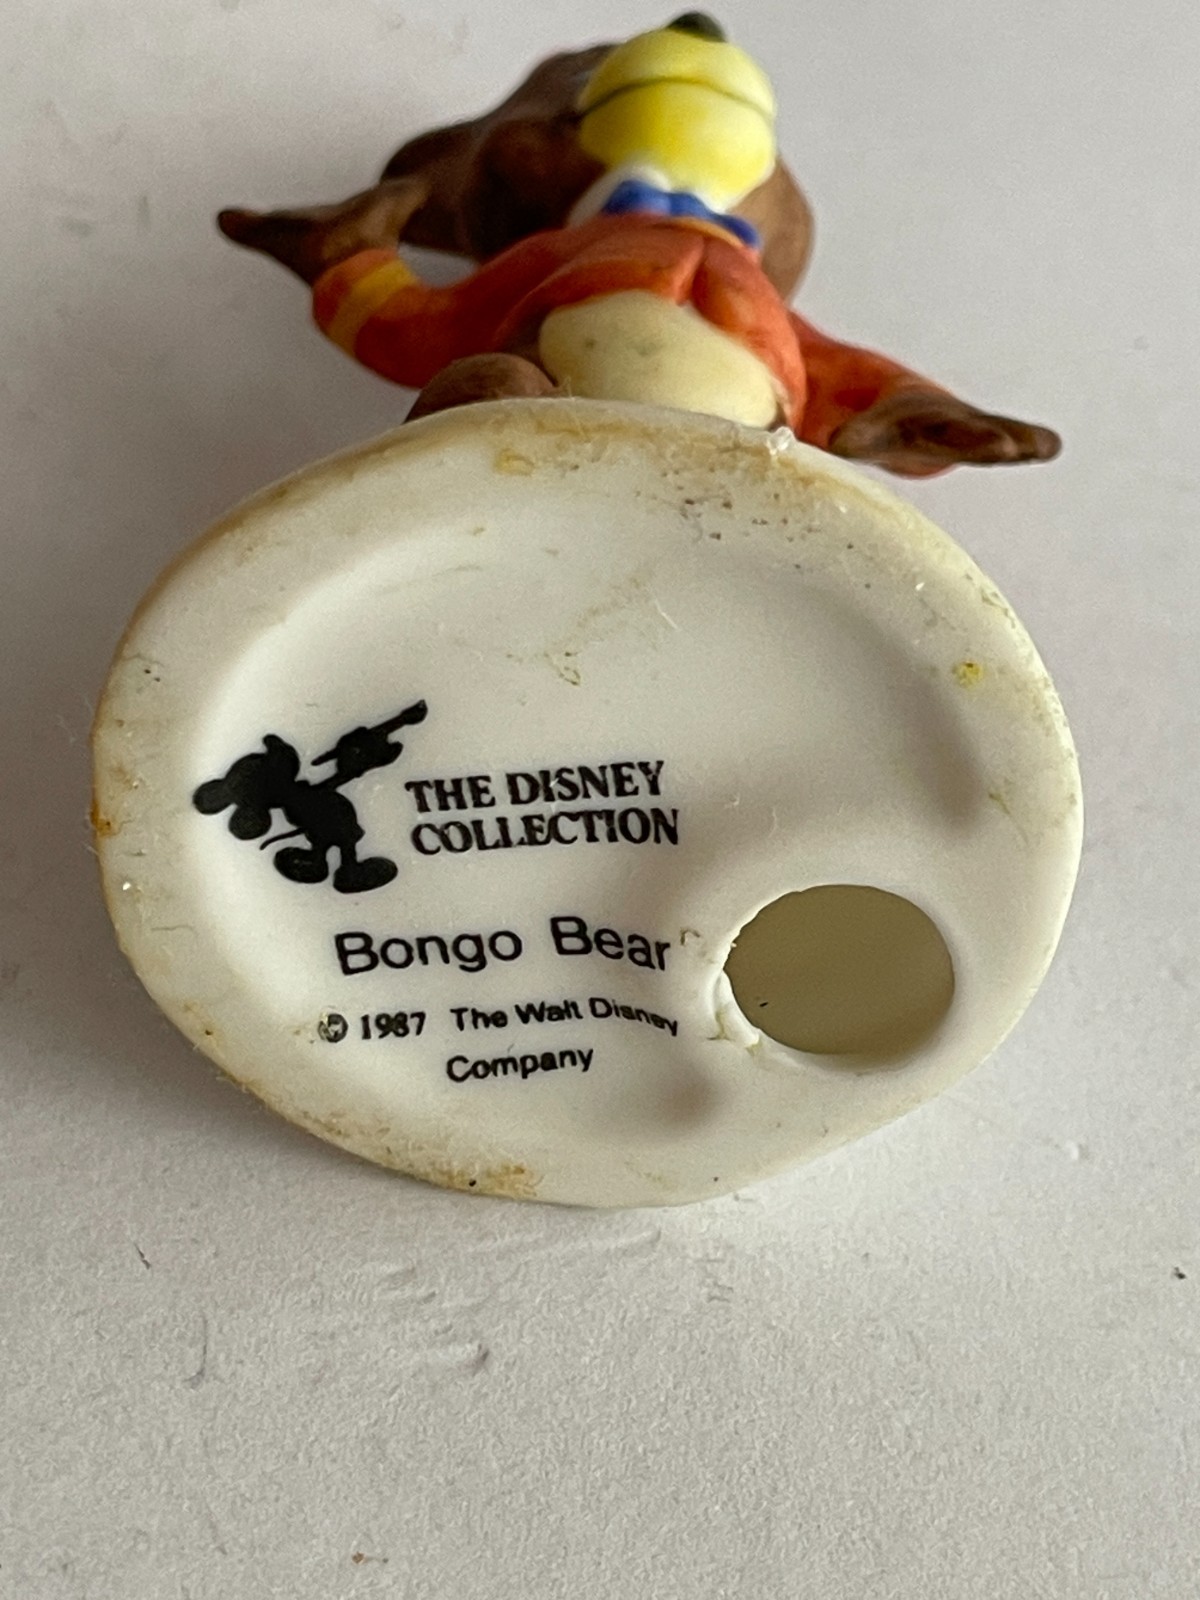 THE DISNEY
COLLECTION
Bongo Bear
© 1987 The Walt Disney
Company